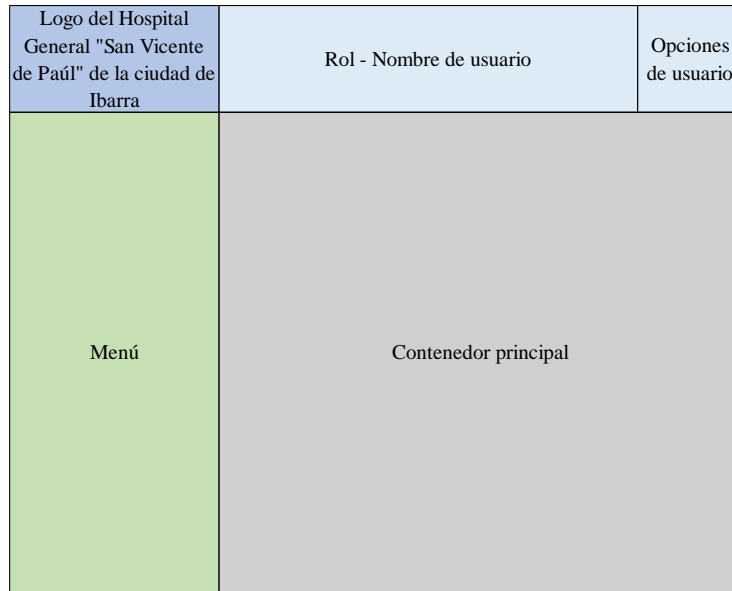 Logo del Hospital
General "San Vicente
de Paúl" de la ciudad de
Ibarra
Rol - Nombre de usuario
Opciones
de usuario
Menú
Contenedor principal